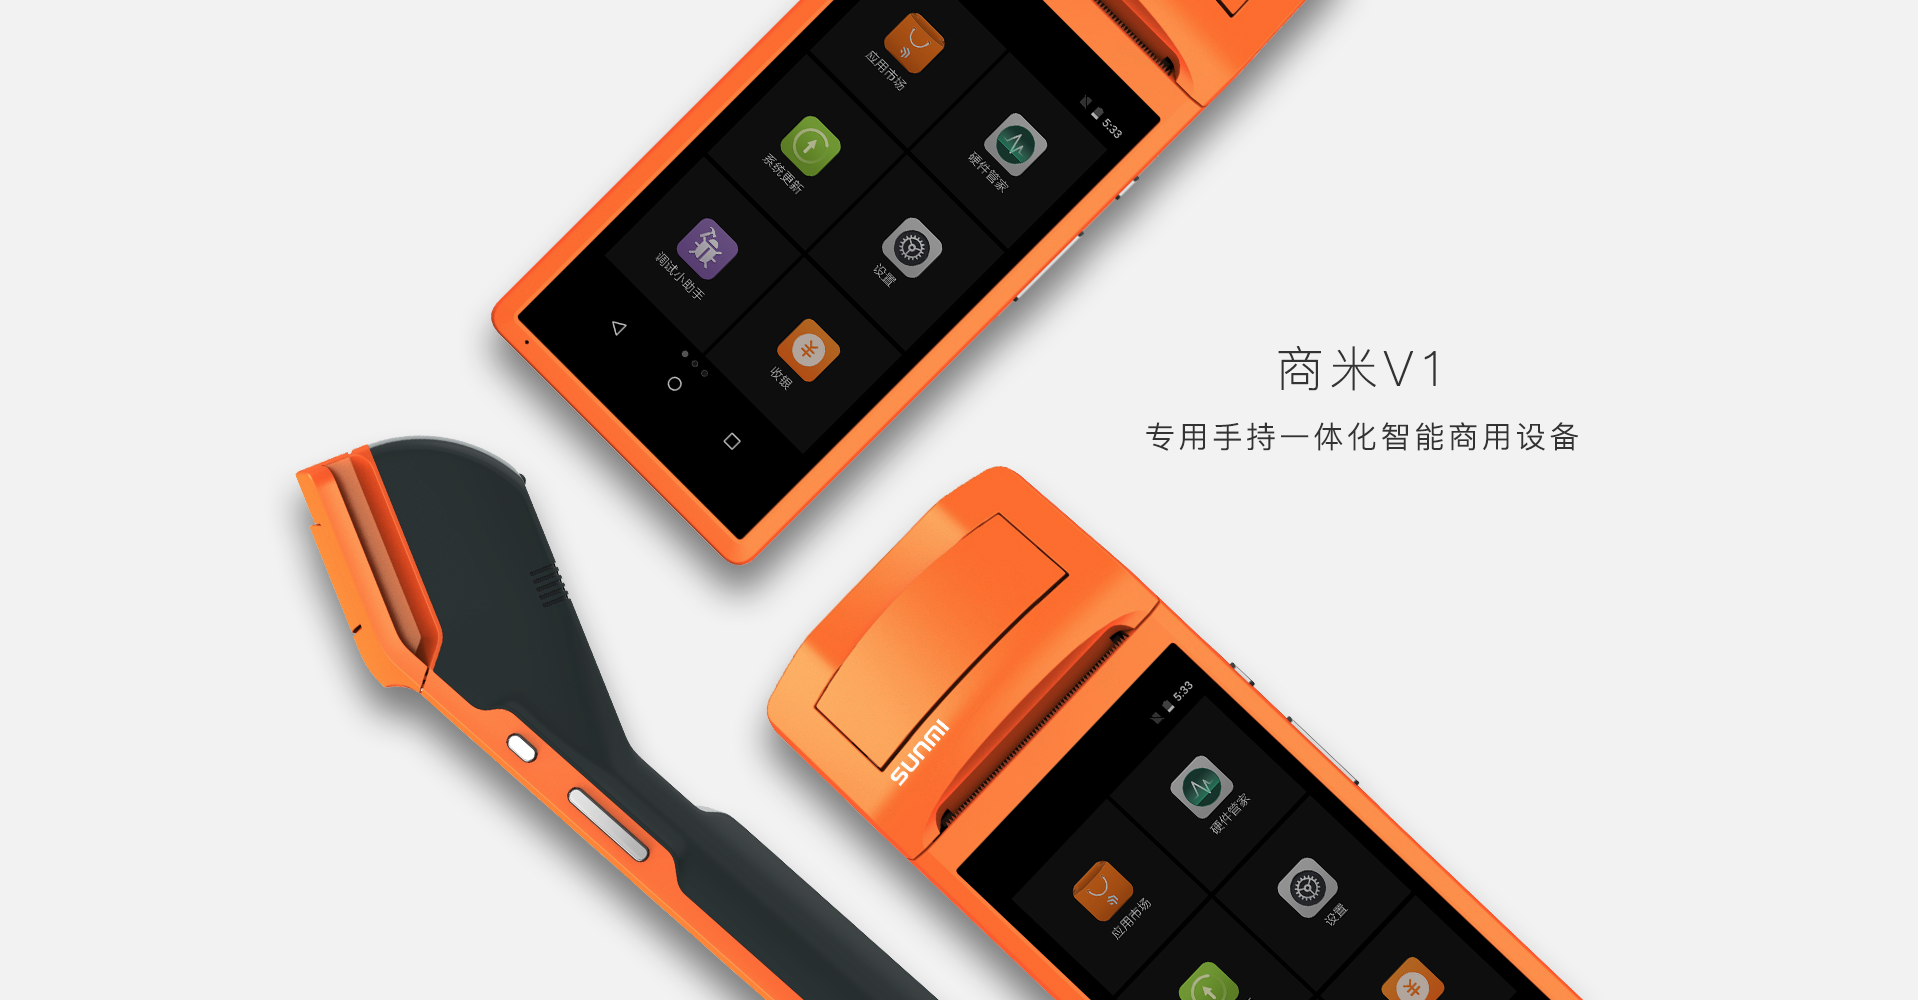 应用市场
5:33
系统更新
硬件管家
调试小助手
设置
收银
商米V1
专用手持一体化智能商用设备
SUNMI
5:33
硬件管家
应用市场
设置